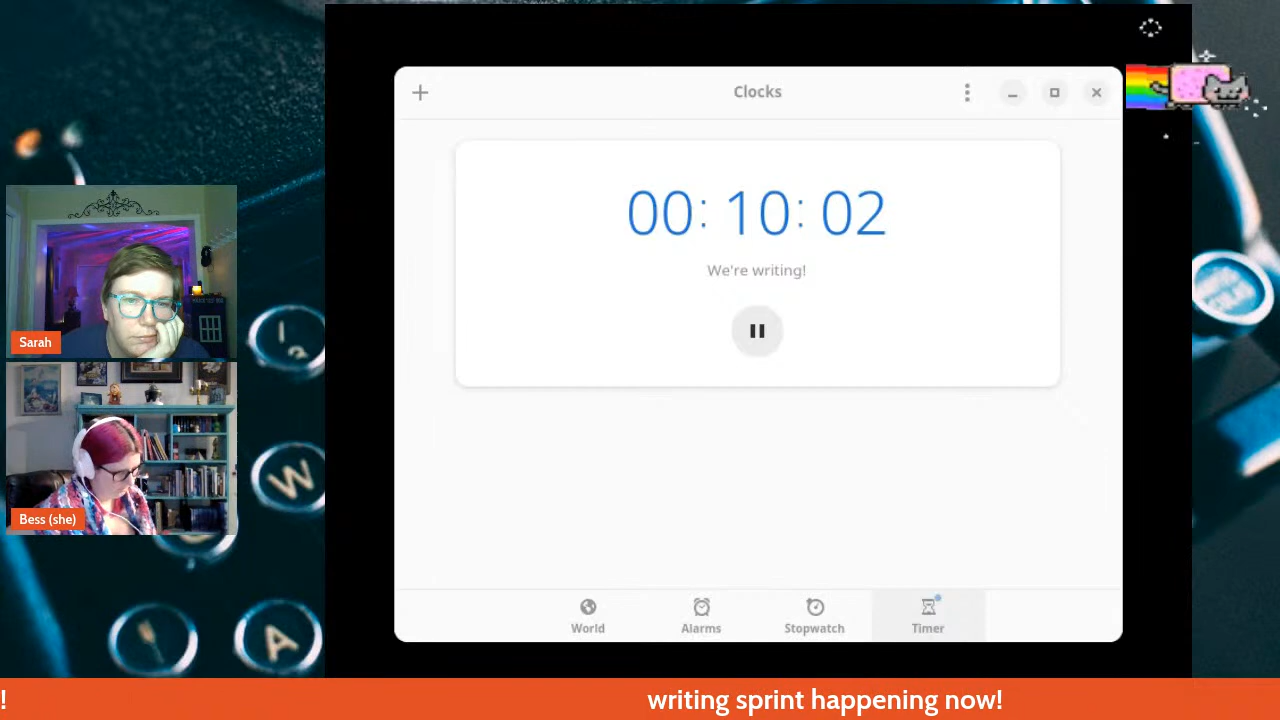 Clocks
00: 10: 02
We're writing!
World
Alarms
Stopwatch
Timer
Sarah
Bess (she)
W
A
!
writing sprint happening now!